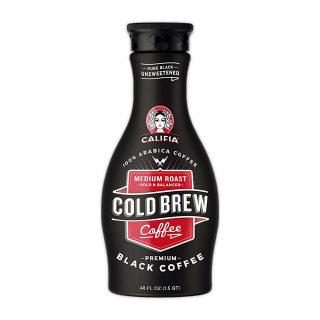 PURE BLACK
UNSWEETENED
CALIFIA
100% ARABICA COFFEE
MEDIUM ROAST
BOLD & BALANCED
COLD BREW
Coffee
PREMIUM
BLACK COFFEE
48 FL OZ (1.5 QT)